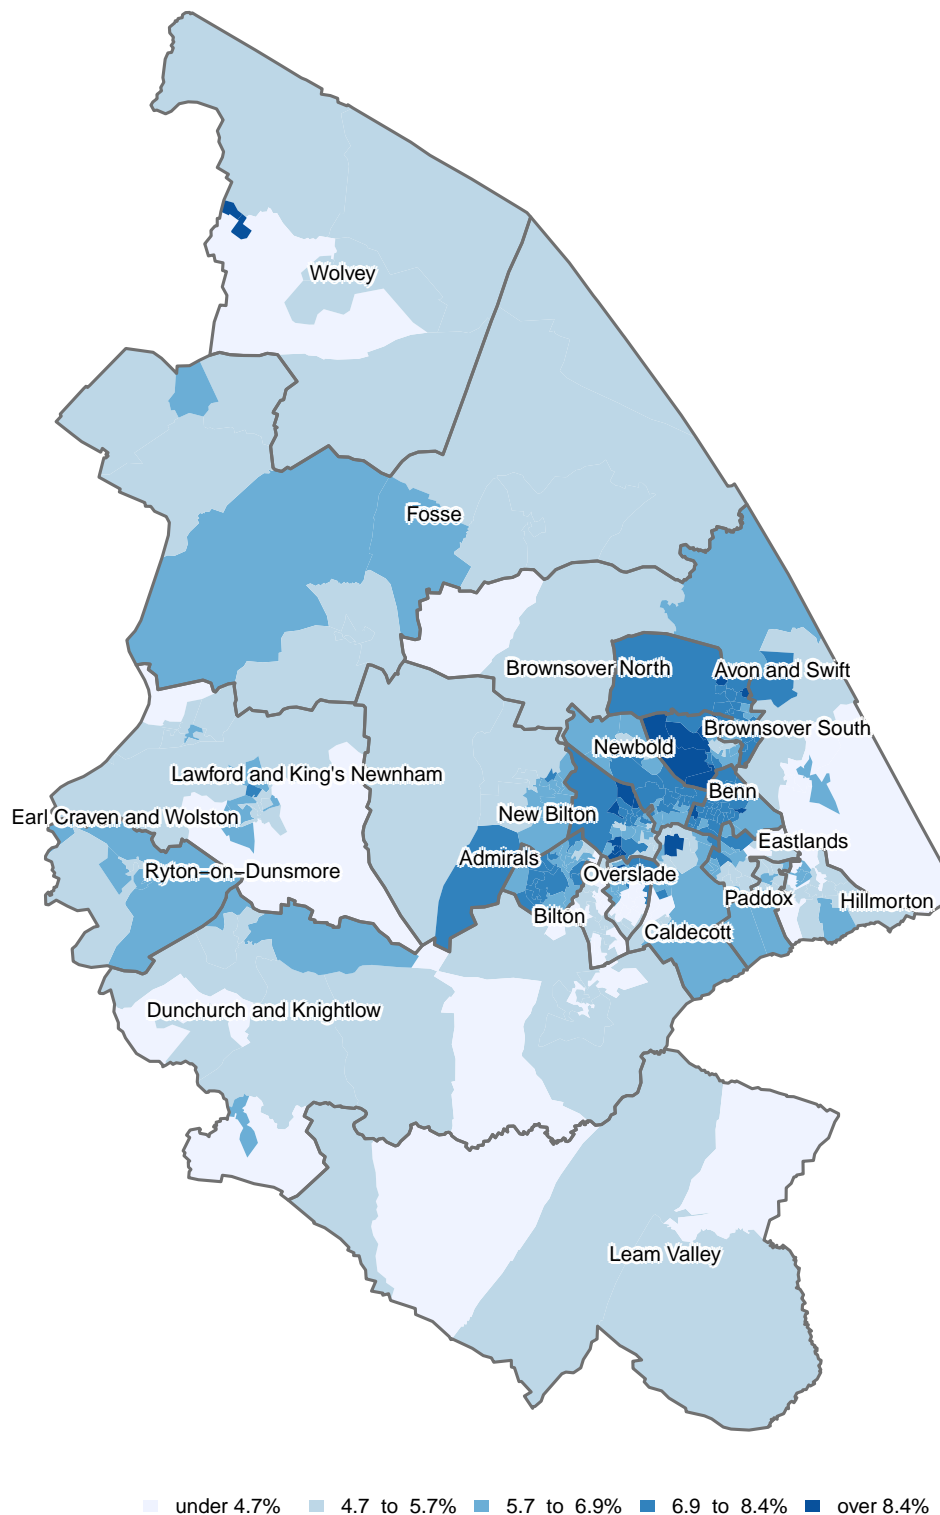 Wolvey
Fosse
Brownsover North
Avon and Swift
Brownsover South
Newbold
Lawford and King's Newnham
Benn
Earl Craven and Wolston
New Bilton
Eastlands
Admirals
Ryton−on−Dunsmore
Overslade
Paddox
Hillmorton
Bilton
Caldecott
Dunchurch and Knightlow
Leam Valley
under 4.7% 4.7 to 5.7% 5.7 to 6.9% 6.9 to 8.4% over 8.4%